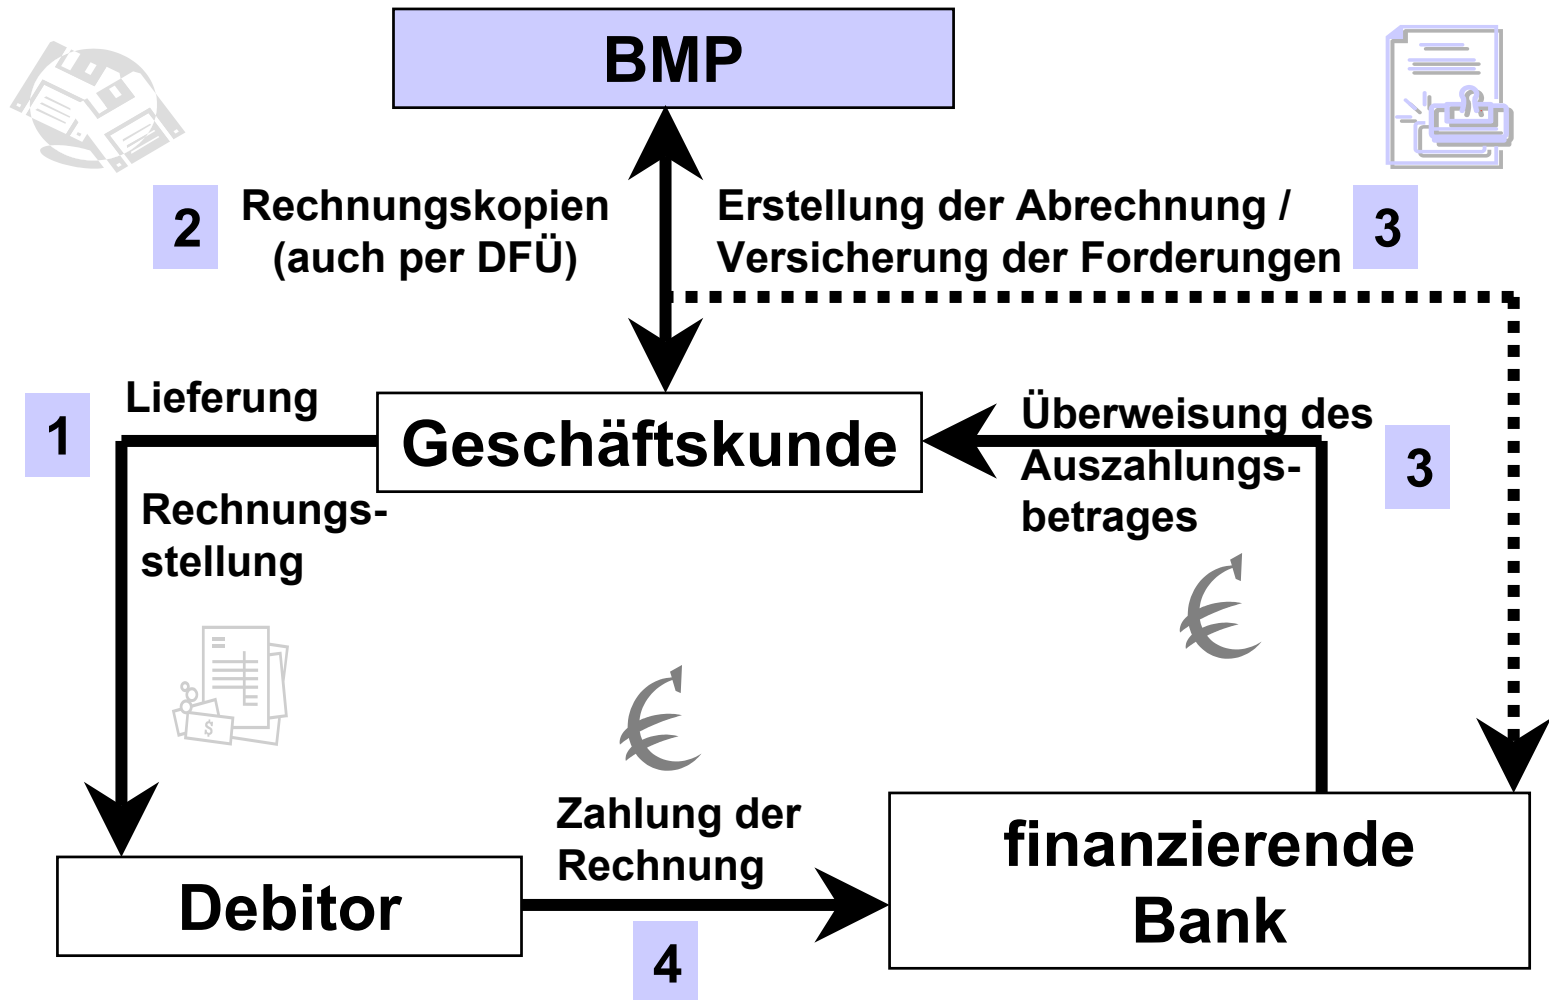 BMP
2
Rechnungskopien
(auch per DFÜ)
Erstellung der Abrechnung /
Versicherung der Forderungen
3
1
Lieferung
Rechnungs-
stellung
Geschäftskunde
Überweisung des
Auszahlungs-
betrages
3
$
Zahlung der
Rechnung
4
Debitor
finanzierende
Bank